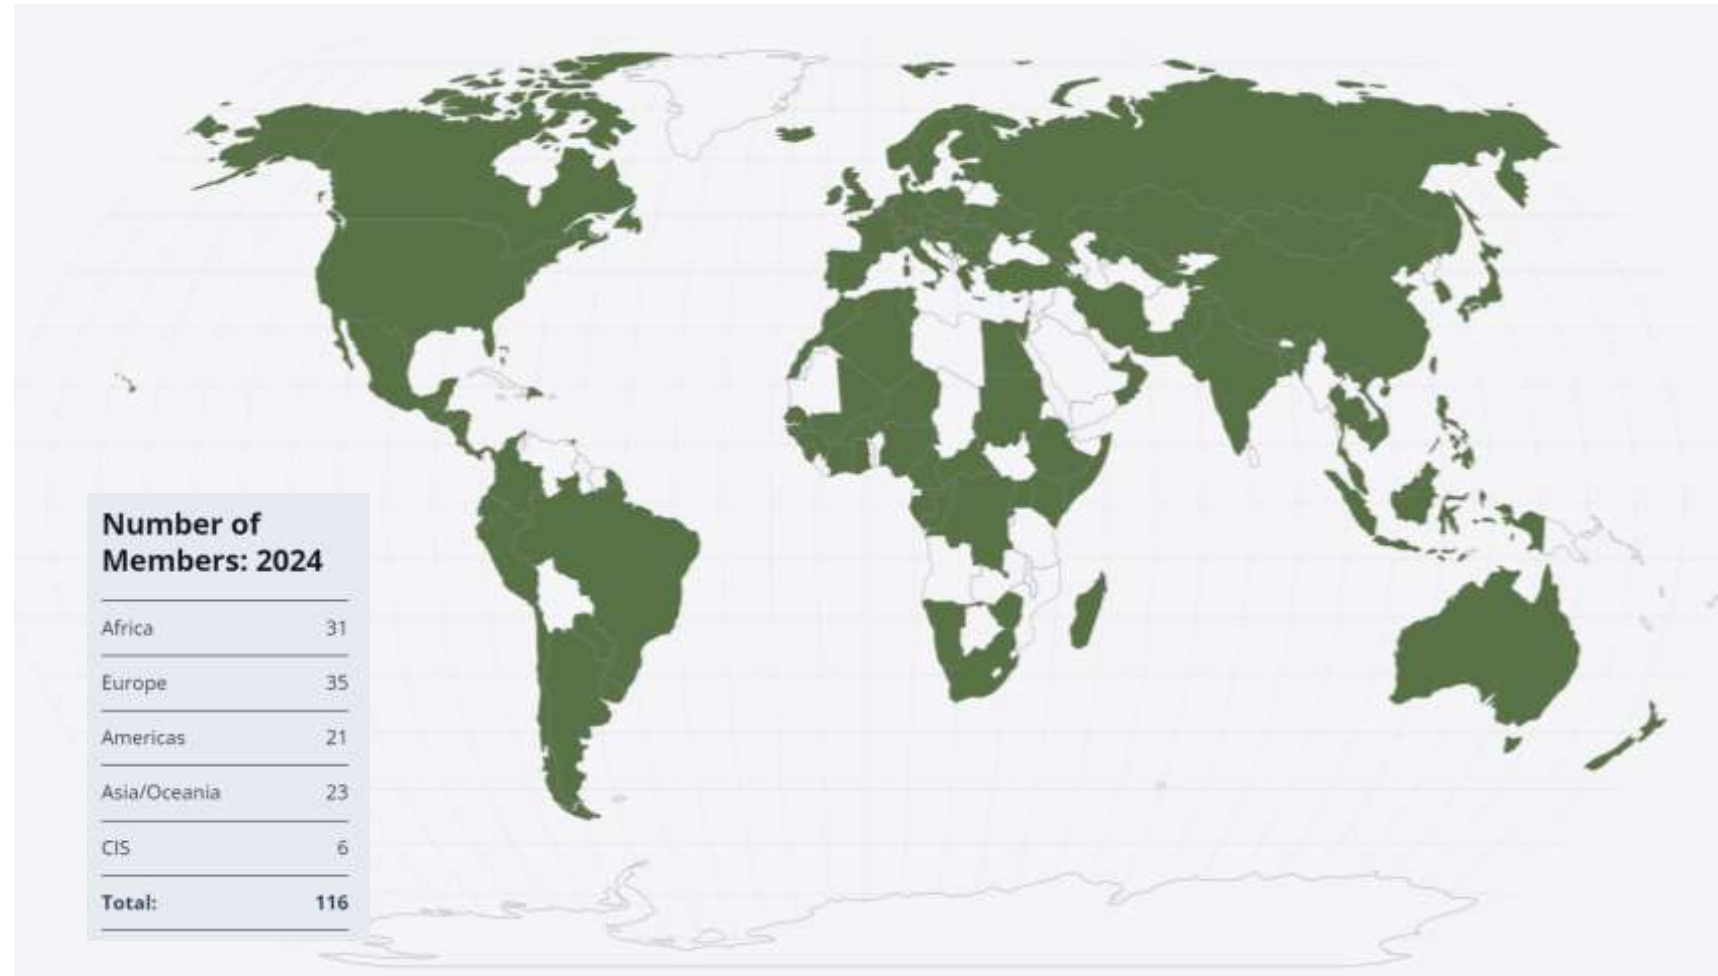 Number of
Members: 2024
Africa 31
Europe 35
Americas 21
Asia/Oceania 23
CIS 6
Total: 116